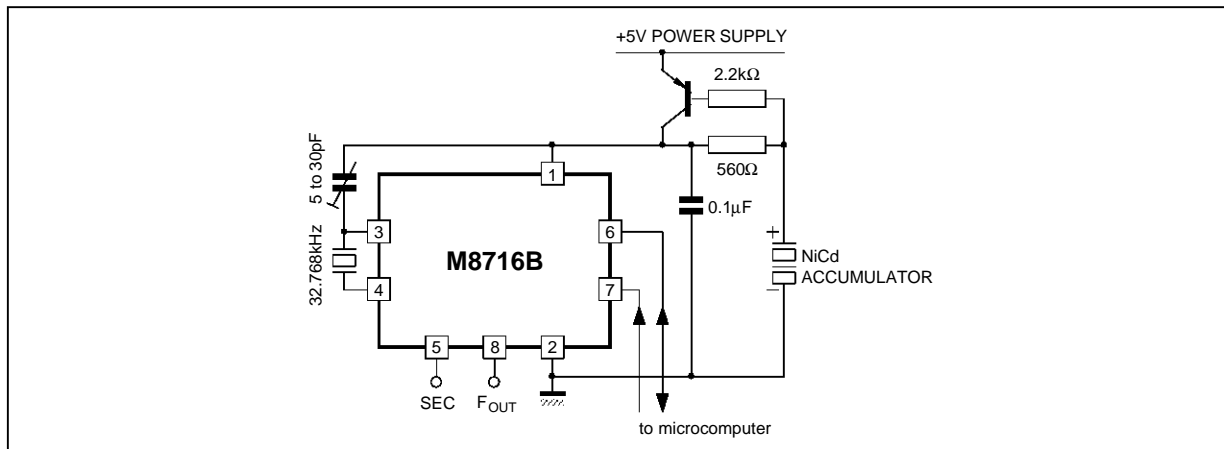 +5V POWER SUPPLY
2.2kΩ
5 to 30pF
1
560Ω
0.1μF
3
6
32.768kHz
M8716B
+
NiCd
4
7
ACCUMULATOR
–
5
8
2
SEC
FOUT
to microcomputer